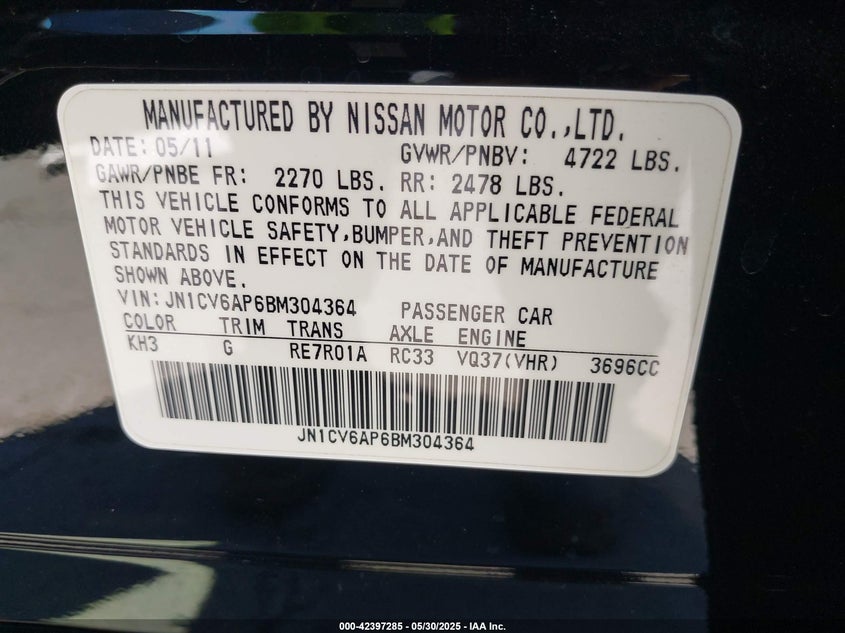 MANUFACTURED BY NISSAN MOTOR CO.,LTD.
DATE: 05/11 GVWR/PNBV: 4722 LBS.
GAWR/PNBE FR: 2270 LBS. RR: 2478 LBS.
THIS VEHICLE CONFORMS TO ALL APPLICABLE FEDERAL
MOTOR VEHICLE SAFETY,BUMPER,AND THEFT PREVENTION
STANDARDS IN EFFECT ON THE DATE OF MANUFACTURE
SHOWN ABOVE.
VIN:JN1CV6AP6BM304364 PASSENGER CAR
COLOR TRIM TRANS AXLE ENGINE
KH3 G RE7R01A RC33 VQ37(VHR) 3696CC
JN1CV6AP6BM304364
000-42397285 - 05/30/2025 - IAA Inc.